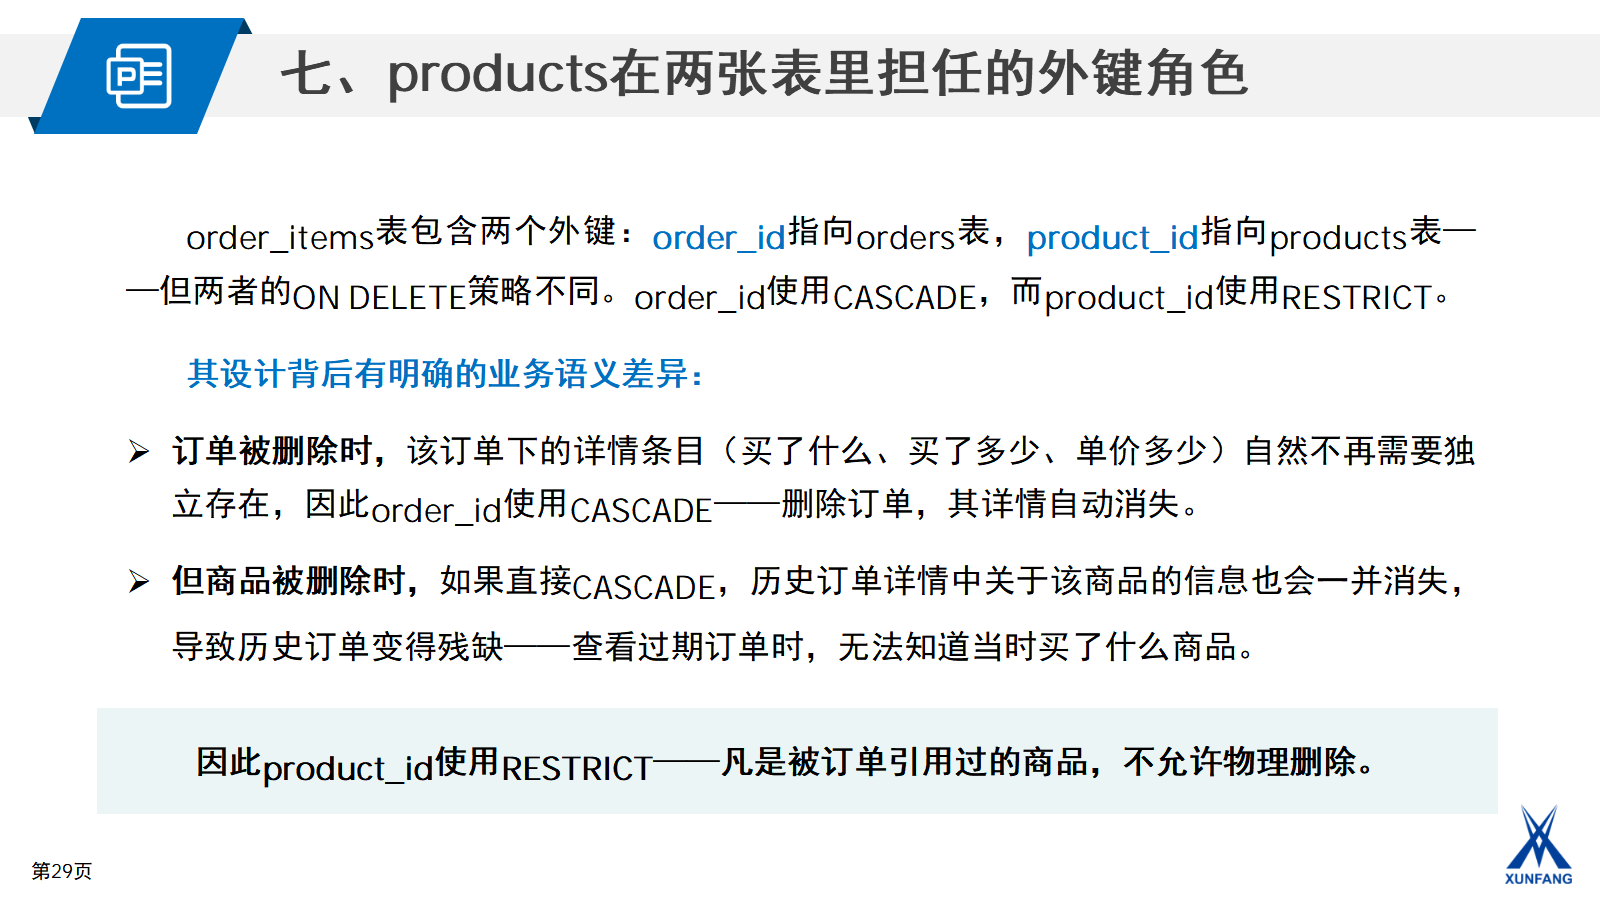 七、products在两张表里担任的外键角色
order_items表包含两个外键：order_id指向orders表，product_id指向products表—
—但两者的ON DELETE策略不同。order_id使用CASCADE，而product_id使用RESTRICT。
其设计背后有明确的业务语义差异：
➢ 订单被删除时，该订单下的详情条目（买了什么、买了多少、单价多少）自然不再需要独
立存在，因此order_id使用CASCADE——删除订单，其详情自动消失。
➢ 但商品被删除时，如果直接CASCADE，历史订单详情中关于该商品的信息也会一并消失，
导致历史订单变得残缺——查看过期订单时，无法知道当时买了什么商品。
因此product_id使用RESTRICT——凡是被订单引用过的商品，不允许物理删除。
第29页
XUNFANG